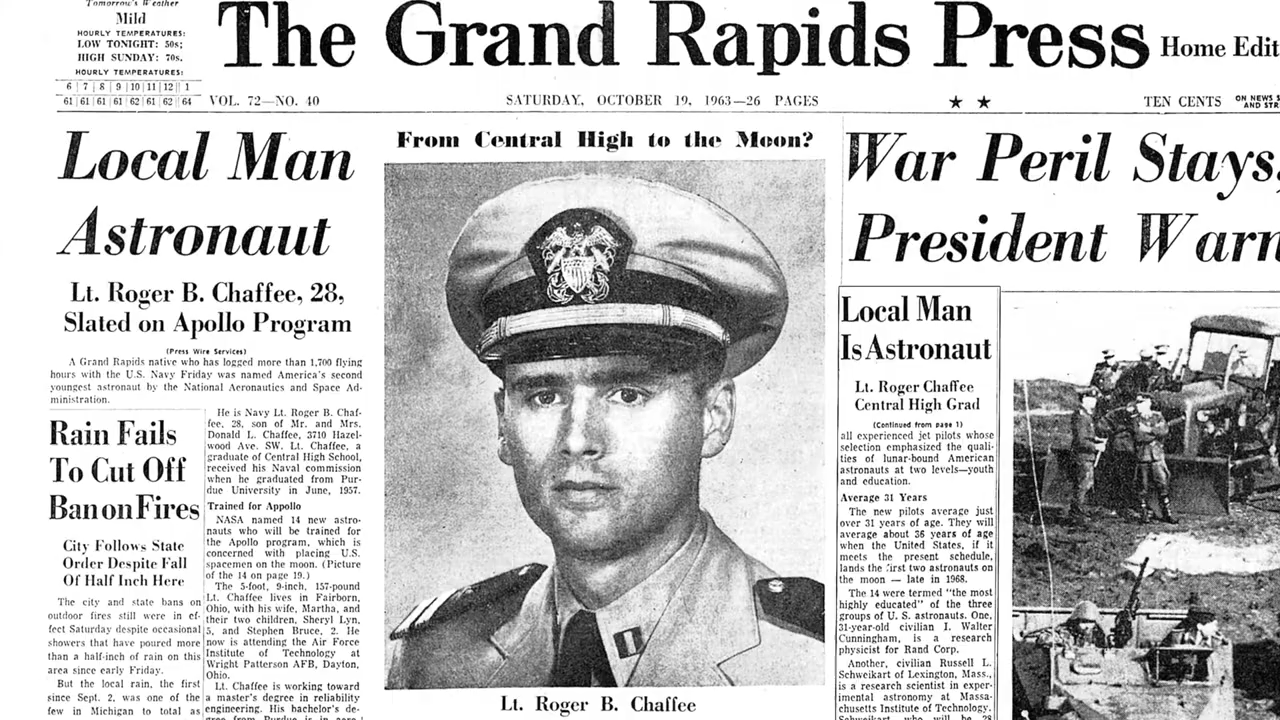 Tomorrow's Weather
Mild
HOURLY TEMPERATURES:
LOW TONIGHT: 50s;
HIGH SUNDAY: 70s.
HOURLY TEMPERATURES:
6 | 7 | 8 | 9 |10|11|12|| 1
61|61|61|61|62|61|62||64
The Grand Rapids Press
Home Edit
VOL. 72—NO. 40
SATURDAY, OCTOBER 19, 1963—26 PAGES
★ ★
TEN CENTS
ON NEWS S
AND STR
Local Man
Astronaut
Lt. Roger B. Chaffee, 28,
Slated on Apollo Program
(Press Wire Services)
A Grand Rapids native who has logged more than 1,700 flying
hours with the U.S. Navy Friday was named America's second
youngest astronaut by the National Aeronautics and Space Ad-
ministration.
Rain Fails
To Cut Off
Ban on Fires
City Follows State
Order Despite Fall
Of Half Inch Here
The city and state bans on
outdoor fires still were in ef-
fect Saturday despite occasional
showers that have poured more
than a half-inch of rain on this
area since early Friday.
But the local rain, the first
since Sept. 2, was one of the
few in Michigan to total as
He is Navy Lt. Roger B. Chaf-
fee, 28, son of Mr. and Mrs.
Donald L. Chaffee, 3710 Hazel-
wood Ave. SW. Lt. Chaffee, a
graduate of Central High School,
received his Naval commission
when he graduated from Pur-
due University in June, 1957.
Trained for Appollo
NASA named 14 new astro-
nauts who will be trained for
the Apollo program, which is
concerned with placing U.S.
spacemen on the moon. (Picture
of the 14 on page 19.)
The 5-foot, 9-inch, 157-pound
Lt. Chaffee lives in Fairborn,
Ohio, with his wife, Martha, and
their two children, Sheryl Lyn,
5, and Stephen Bruce, 2. He
now is attending the Air Force
Institute of Technology at
Wright Patterson AFB, Dayton,
Ohio.
Lt. Chaffee is working toward
a master's degree in reliability
engineering. His bachelor's de-
gree from Purdue is in aero-
From Central High to the Moon?
Lt. Roger B. Chaffee
War Peril Stays,
President Warn
Local Man
Is Astronaut
Lt. Roger Chaffee
Central High Grad
(Continued from page 1)
all experienced jet pilots whose
selection emphasized the quali-
ties of lunar-bound American
astronauts at two levels—youth
and education.
Average 31 Years
The new pilots average just
over 31 years of age. They will
average about 36 years of age
when the United States, if it
meets the present schedule,
lands the first two astronauts on
the moon — late in 1968.
The 14 were termed "the most
highly educated" of the three
groups of U. S. astronauts. One,
31-year-old civilian I. Walter
Cunningham, is a research
physicist for Rand Corp.
Another, civilian Russell L.
Schweikart of Lexington, Mass.,
is a research scientist in exper-
imental astronomy at Massa-
chusetts Institute of Technology.
Schweikart, who will be 28